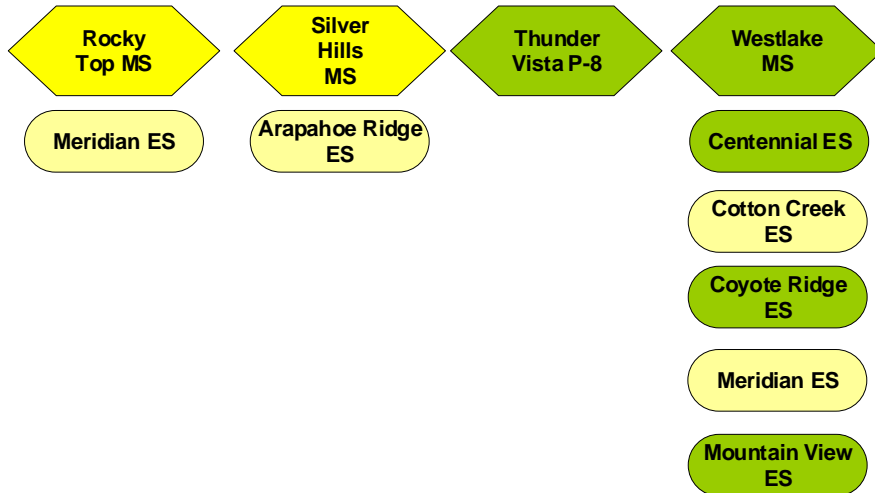 Rocky
Top MS
Silver
Hills
MS
Thunder
Vista P-8
Westlake
MS
Meridian ES
Arapahoe Ridge
ES
Centennial ES
Cotton Creek
ES
Coyote Ridge
ES
Meridian ES
Mountain View
ES